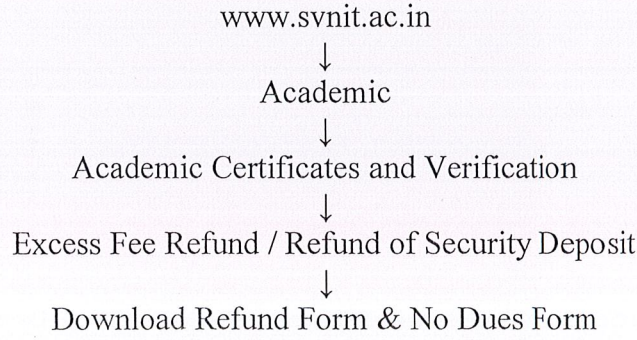 www.svnit.ac.in
↓
Academic
↓
Academic Certificates and Verification
↓
Excess Fee Refund / Refund of Security Deposit
↓
Download Refund Form & No Dues Form